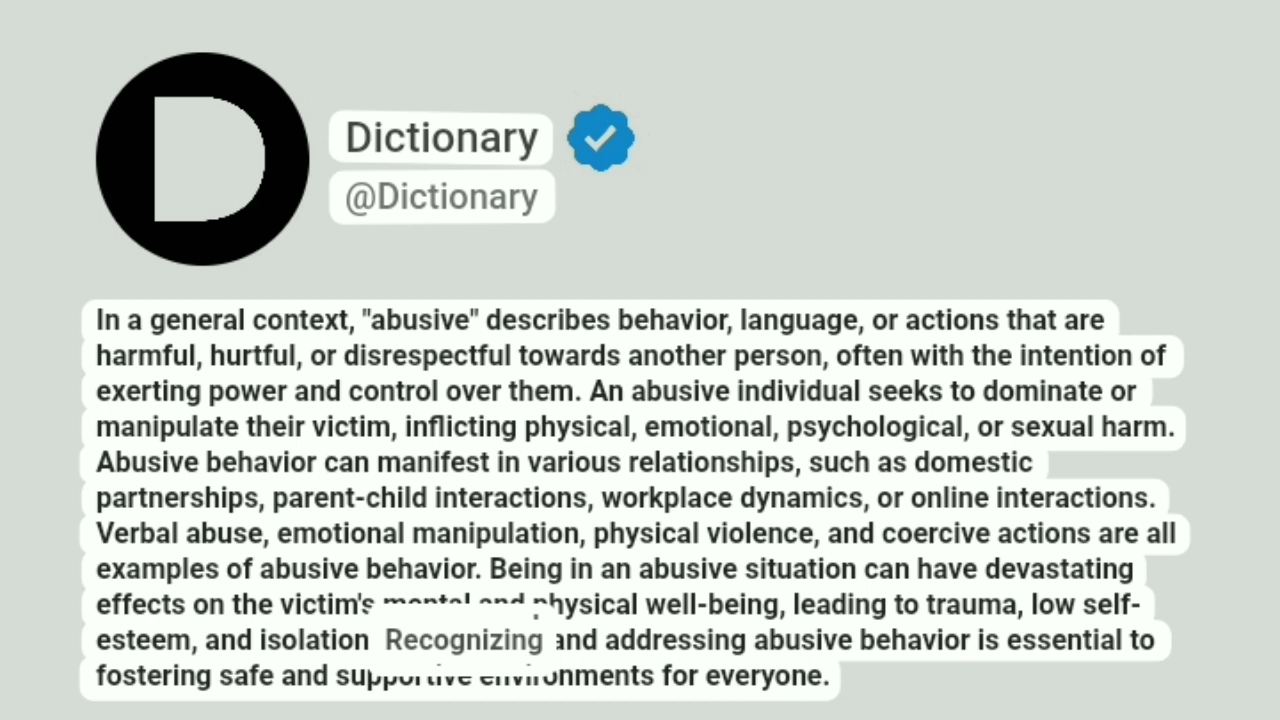 D
Dictionary
@Dictionary
In a general context, "abusive" describes behavior, language, or actions that are
harmful, hurtful, or disrespectful towards another person, often with the intention of
exerting power and control over them. An abusive individual seeks to dominate or
manipulate their victim, inflicting physical, emotional, psychological, or sexual harm.
Abusive behavior can manifest in various relationships, such as domestic
partnerships, parent-child interactions, workplace dynamics, or online interactions.
Verbal abuse, emotional manipulation, physical violence, and coercive actions are all
examples of abusive behavior. Being in an abusive situation can have devastating
effects on the victim's mental and physical well-being, leading to trauma, low self-
esteem, and isolation Recognizing and addressing abusive behavior is essential to
fostering safe and supportive environments for everyone.